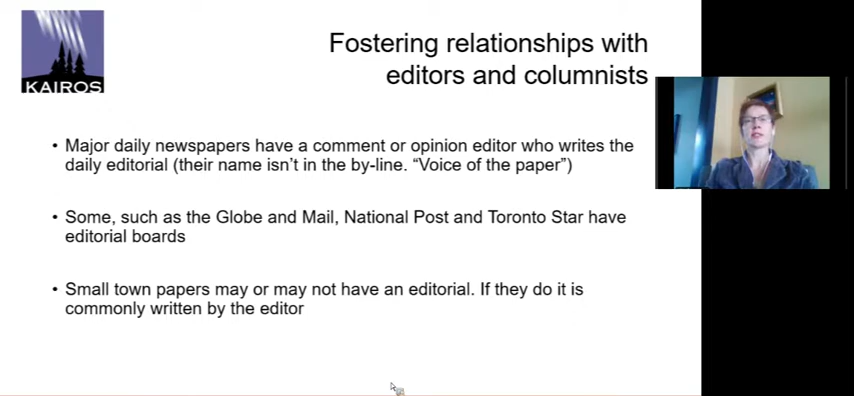 KAIROS
Fostering relationships with
editors and columnists
• Major daily newspapers have a comment or opinion editor who writes the
daily editorial (their name isn’t in the by-line. “Voice of the paper”)
• Some, such as the Globe and Mail, National Post and Toronto Star have
editorial boards
• Small town papers may or may not have an editorial. If they do it is
commonly written by the editor